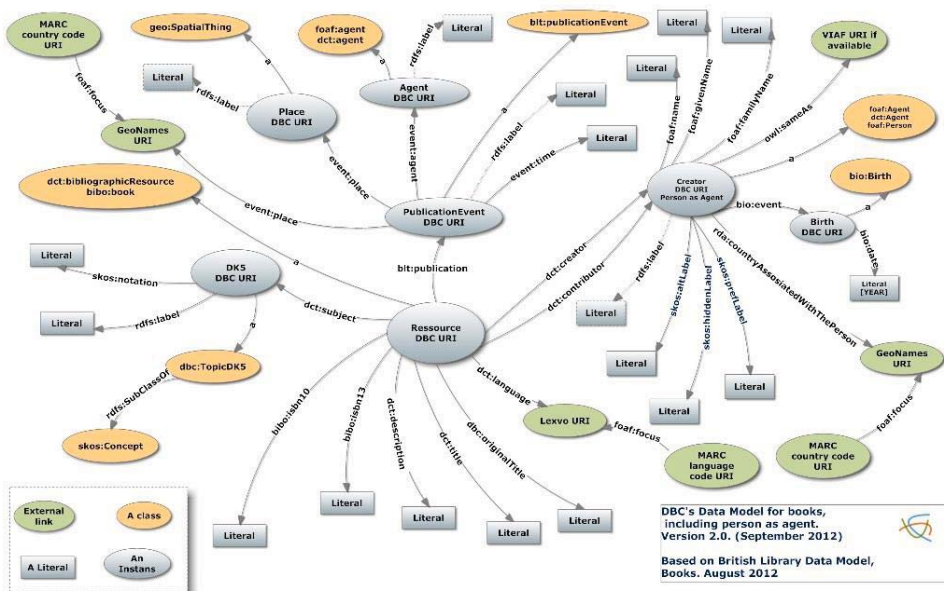 MARC
country code
URI
geo:SpatialThing
foaf:agent
dct:agent
Literal
blt:publicationEvent
Literal
Literal
VIAF URI if
available
foaf:focus
a
a
rdfs:label
Literal
rdfs:label
Place
DBC URI
Agent
DBC URI
a
rdfs:label
Literal
foaf:name
foaf:givenName
foaf:familyName
owl:sameAs
foaf:Agent
dct:Agent
foaf:Person
GeoNames
URI
event:place
event:agent
event:time
Literal
a
dct:bibliographicResource
bibo:book
event:place
PublicationEvent
DBC URI
Creator
DBC URI
Person as Agent
bio:Birth
bio:event
a
Birth
DBC URI
Literal
skos:notation
DK5
DBC URI
a
blt:publication
dct:creator
dct:contributor
rdfs:label
skos:altLabel
skos:hiddenLabel
skos:prefLabel
rda:countryAssosiatedWithThePerson
bio:date
Literal
[YEAR]
Literal
rdfs:label
dct:subject
a
Ressource
DBC URI
Literal
dbc:TopicDK5
rdfs:SubClassOf
skos:Concept
Literal
Literal
Literal
GeoNames
URI
dct:language
Lexvo URI
foaf:focus
foaf:focus
MARC
language
code URI
MARC
country code
URI
bibo:isbn10
bibo:isbn13
dct:description
dct:title
dbc:originalTitle
Literal
Literal
Literal
Literal
Literal
External
link
A class
A Literal
An
Instans
DBC's Data Model for books,
including person as agent.
Version 2.0. (September 2012)
Based on British Library Data Model,
Books. August 2012